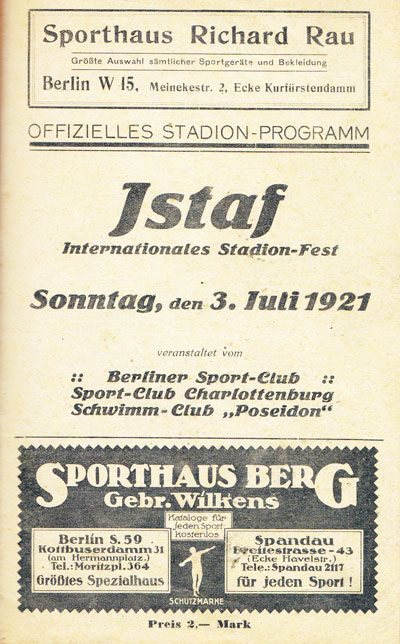 Sporthaus Richard Rau
Größte Auswahl sämtlicher Sportgeräte und Bekleidung
Berlin W 15, Meinekestr. 2, Ecke Kurfürstendamm
OFFIZIELLES STADION-PROGRAMM
Jstaf
Internationales Stadion-Fest
Sonntag, den 3. Juli 1921
veranstaltet vom
:: Berliner Sport-Club ::
Sport-Club Charlottenburg
Schwimm-Club „Poseidon“
SPORTHAUS BERG
Gebr. Wilkens
Kataloge für
jeden Sport
kostenlos
Berlin S. 59
Kottbuserdamm 31
(am Hermannplatz.)
Tel.: Moritzpl. 364
Größtes Spezialhaus
SCHUTZMARKE
Spandau
Breitestrasse - 43
(Ecke Havelstr.)
Tele.: Spandau 2117
für jeden Sport !
Preis 2,— Mark